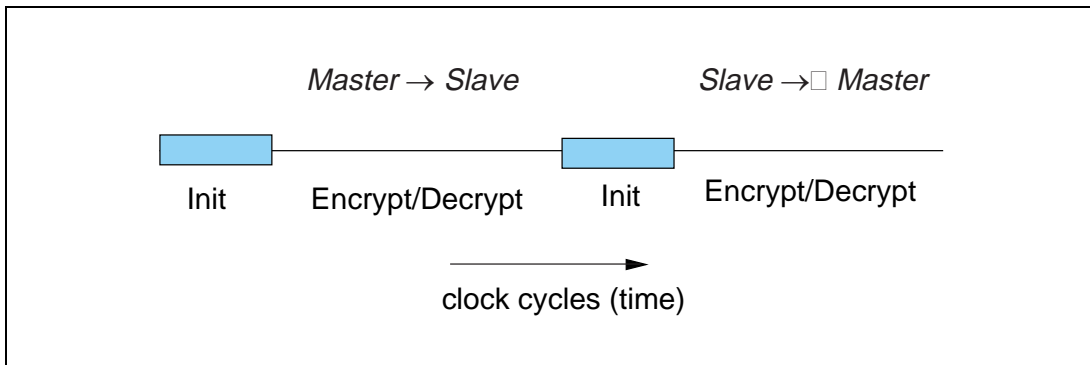 Master → Slave
Slave →□ Master
Init
Encrypt/Decrypt
Init
Encrypt/Decrypt
clock cycles (time)